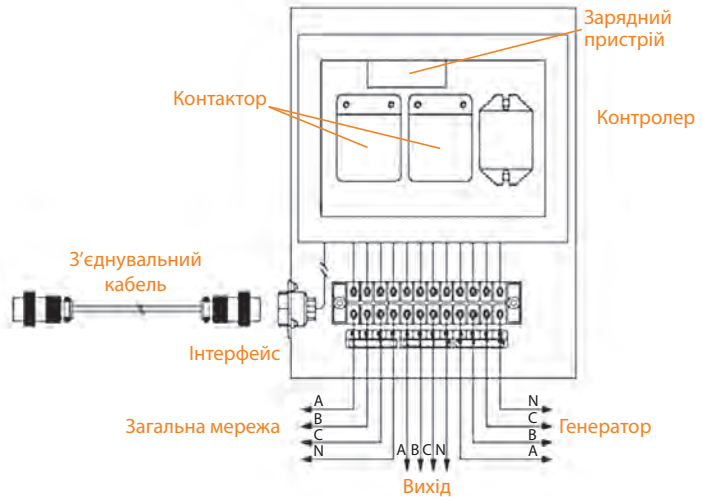 Зарядний
пристрій
Контактор
Контролер
З’єднувальний
кабель
Інтерфейс
A
B
C
N
Загальна мережа
A B C N
Вихід
N
C
B
A
Генератор